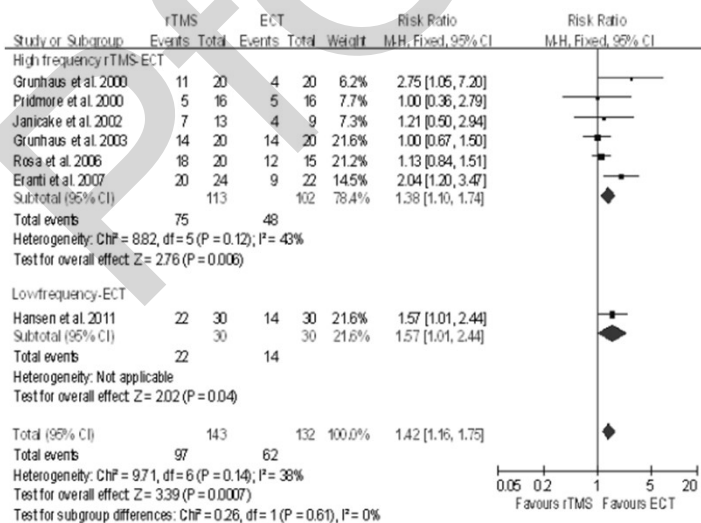 rTMS ECT Risk Ratio Risk Ratio
Study or Subgroup Events Total Events Total Weight M-H, Fixed, 95% CI M-H, Fixed, 95% CI
High frequency rTMS-ECT
Grunhaus et al. 2000 11 20 4 20 6.2% 2.75 [1.05, 7.20]
Pridmore et al. 2000 5 16 5 16 7.7% 1.00 [0.36, 2.79]
Janicake et al. 2002 7 13 4 9 7.3% 1.21 [0.50, 2.94]
Grunhaus et al. 2003 14 20 14 20 21.6% 1.00 [0.67, 1.50]
Rosa et al. 2006 18 20 12 15 21.2% 1.13 [0.84, 1.51]
Eranti et al. 2007 20 24 9 22 14.5% 2.04 [1.20, 3.47]
Subtotal (95% CI) 113 102 78.4% 1.38 [1.10, 1.74]
Total events 75 48
Heterogeneity: Chi² = 8.82, df = 5 (P = 0.12); I² = 43%
Test for overall effect: Z = 2.76 (P = 0.006)
Low frequency-ECT
Hansen et al. 2011 22 30 14 30 21.6% 1.57 [1.01, 2.44]
Subtotal (95% CI) 30 30 21.6% 1.57 [1.01, 2.44]
Total events 22 14
Heterogeneity: Not applicable
Test for overall effect: Z = 2.02 (P = 0.04)
Total (95% CI) 143 132 100.0% 1.42 [1.16, 1.75]
Total events 97 62
Heterogeneity: Chi² = 9.71, df = 6 (P = 0.14); I² = 38%
Test for overall effect: Z = 3.39 (P = 0.0007)
Test for subgroup differences: Chi² = 0.26, df = 1 (P = 0.61), I² = 0%
0.05 0.2 1 5 20
Favours rTMS Favours ECT